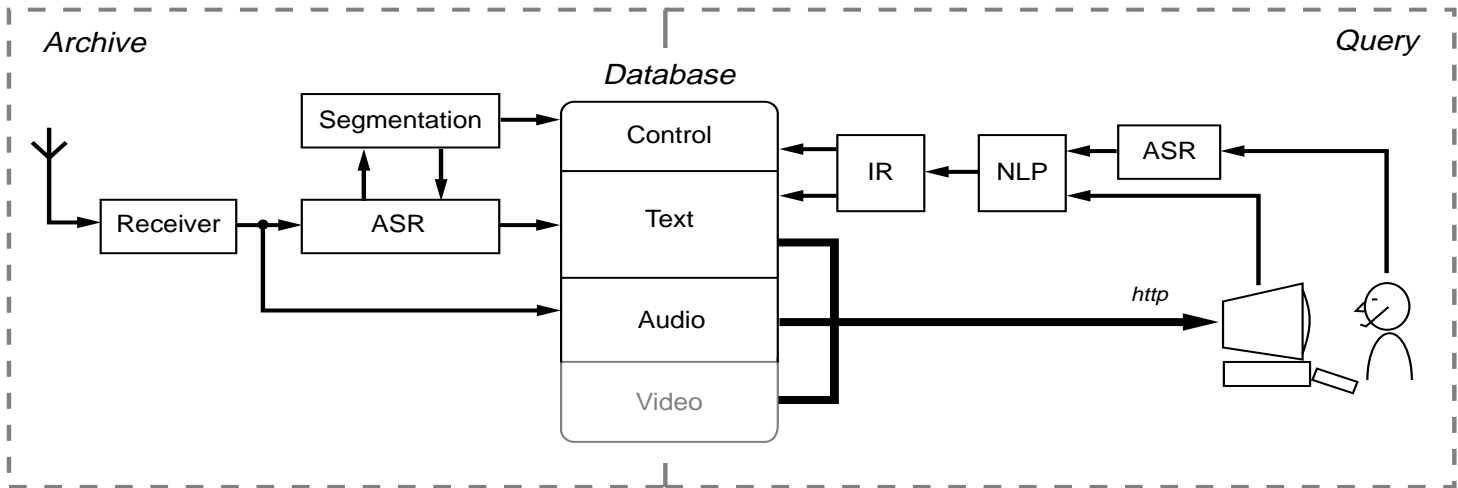 Archive
Query
Database
Segmentation
Control
ASR
IR
NLP
Receiver
ASR
Text
http
Audio
Video